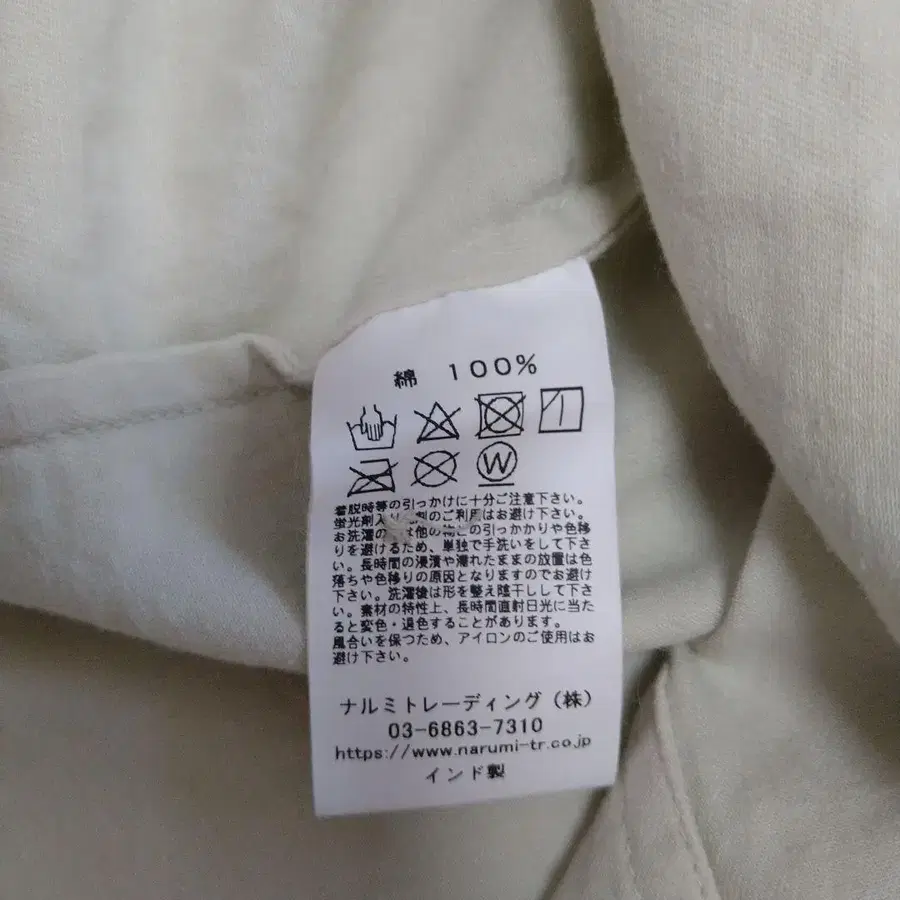 綿 100%
W
着脱時等の引っかけに十分ご注意下さい。
蛍光剤入り洗剤のご利用はお避け下さい。
お洗濯の は他の物との引っかかりや色移
りを避けるため、単独で手洗いをして下さ
い。長時間の浸漬や濡れたままの放置は色
落ちや色移りの原因となりますのでお避け
下さい。洗濯後は形を整え陰干しして下さ
い。素材の特性上、長時間直射日光に当た
ると変色・退色することがあります。
風合いを保つため、アイロンのご使用はお
避け下さい。
ナルミトレーディング（株）
03-6863-7310
https://www.narumi-tr.co.jp
インド製